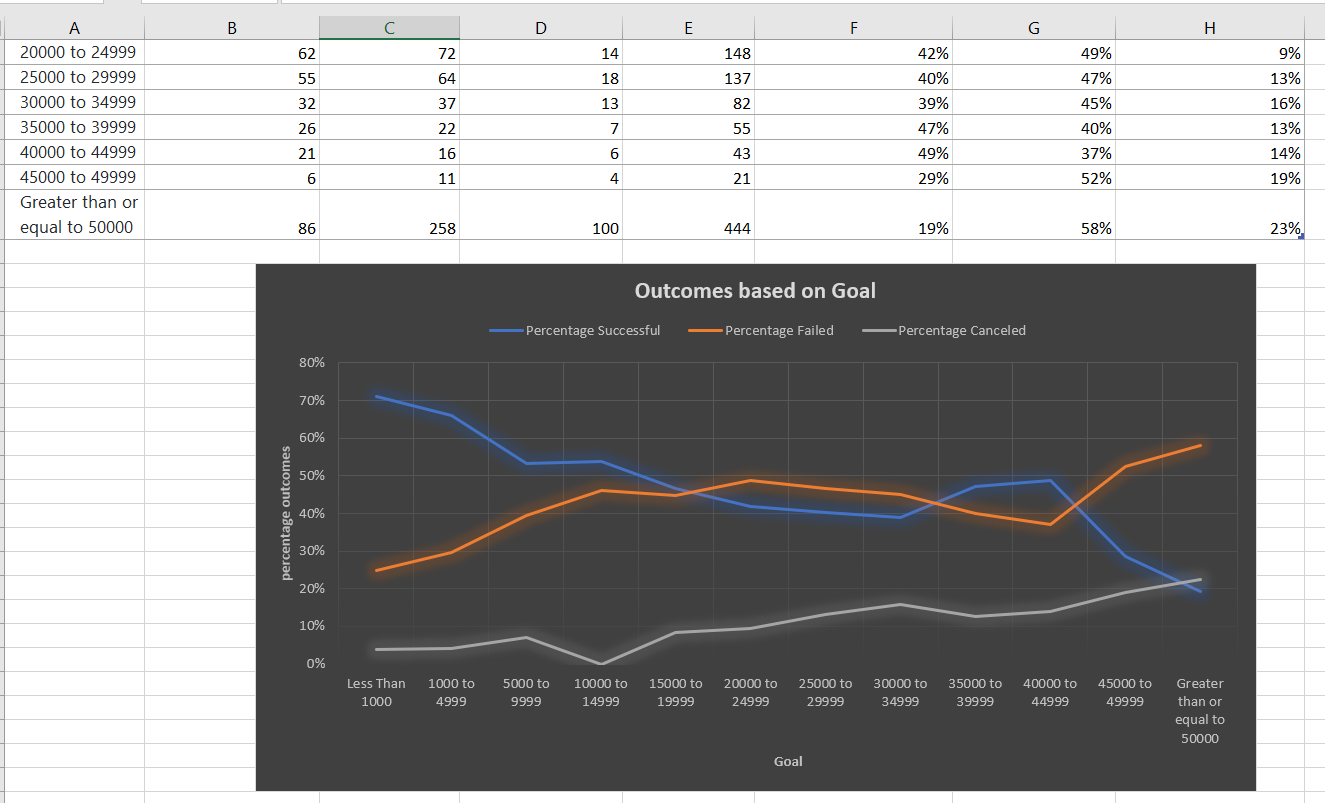 A B C D E F G H
20000 to 24999 62 72 14 148 42% 49% 9%
25000 to 29999 55 64 18 137 40% 47% 13%
30000 to 34999 32 37 13 82 39% 45% 16%
35000 to 39999 26 22 7 55 47% 40% 13%
40000 to 44999 21 16 6 43 49% 37% 14%
45000 to 49999 6 11 4 21 29% 52% 19%
Greater than or
equal to 50000 86 258 100 444 19% 58% 23%
Outcomes based on Goal
Percentage Successful Percentage Failed Percentage Canceled
percentage outcomes
80%
70%
60%
50%
40%
30%
20%
10%
0%
Less Than 1000 to 5000 to 10000 to 15000 to 20000 to 25000 to 30000 to 35000 to 40000 to 45000 to Greater
1000 4999 9999 14999 19999 24999 29999 34999 39999 44999 49999 than or
equal to
50000
Goal